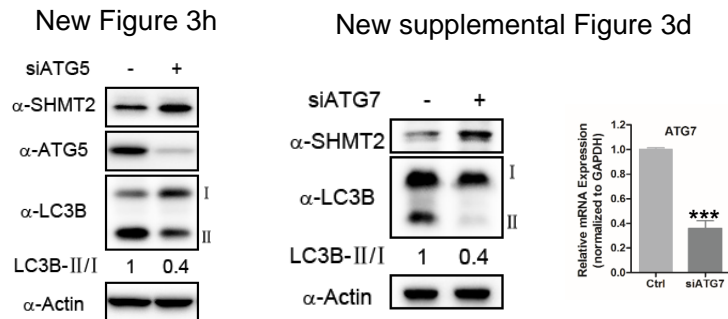 New Figure 3h
siATG5 - +
α-SHMT2
α-ATG5
α-LC3B
I
II
LC3B-II/I 1 0.4
α-Actin
New supplemental Figure 3d
siATG7 - +
α-SHMT2
α-LC3B
I
II
LC3B-II/I 1 0.4
α-Actin
ATG7
Relative mRNA Expression
(normalized to GAPDH)
1.2
1.0
0.8
0.6
0.4
0.2
0.0
***
Ctrl siATG7